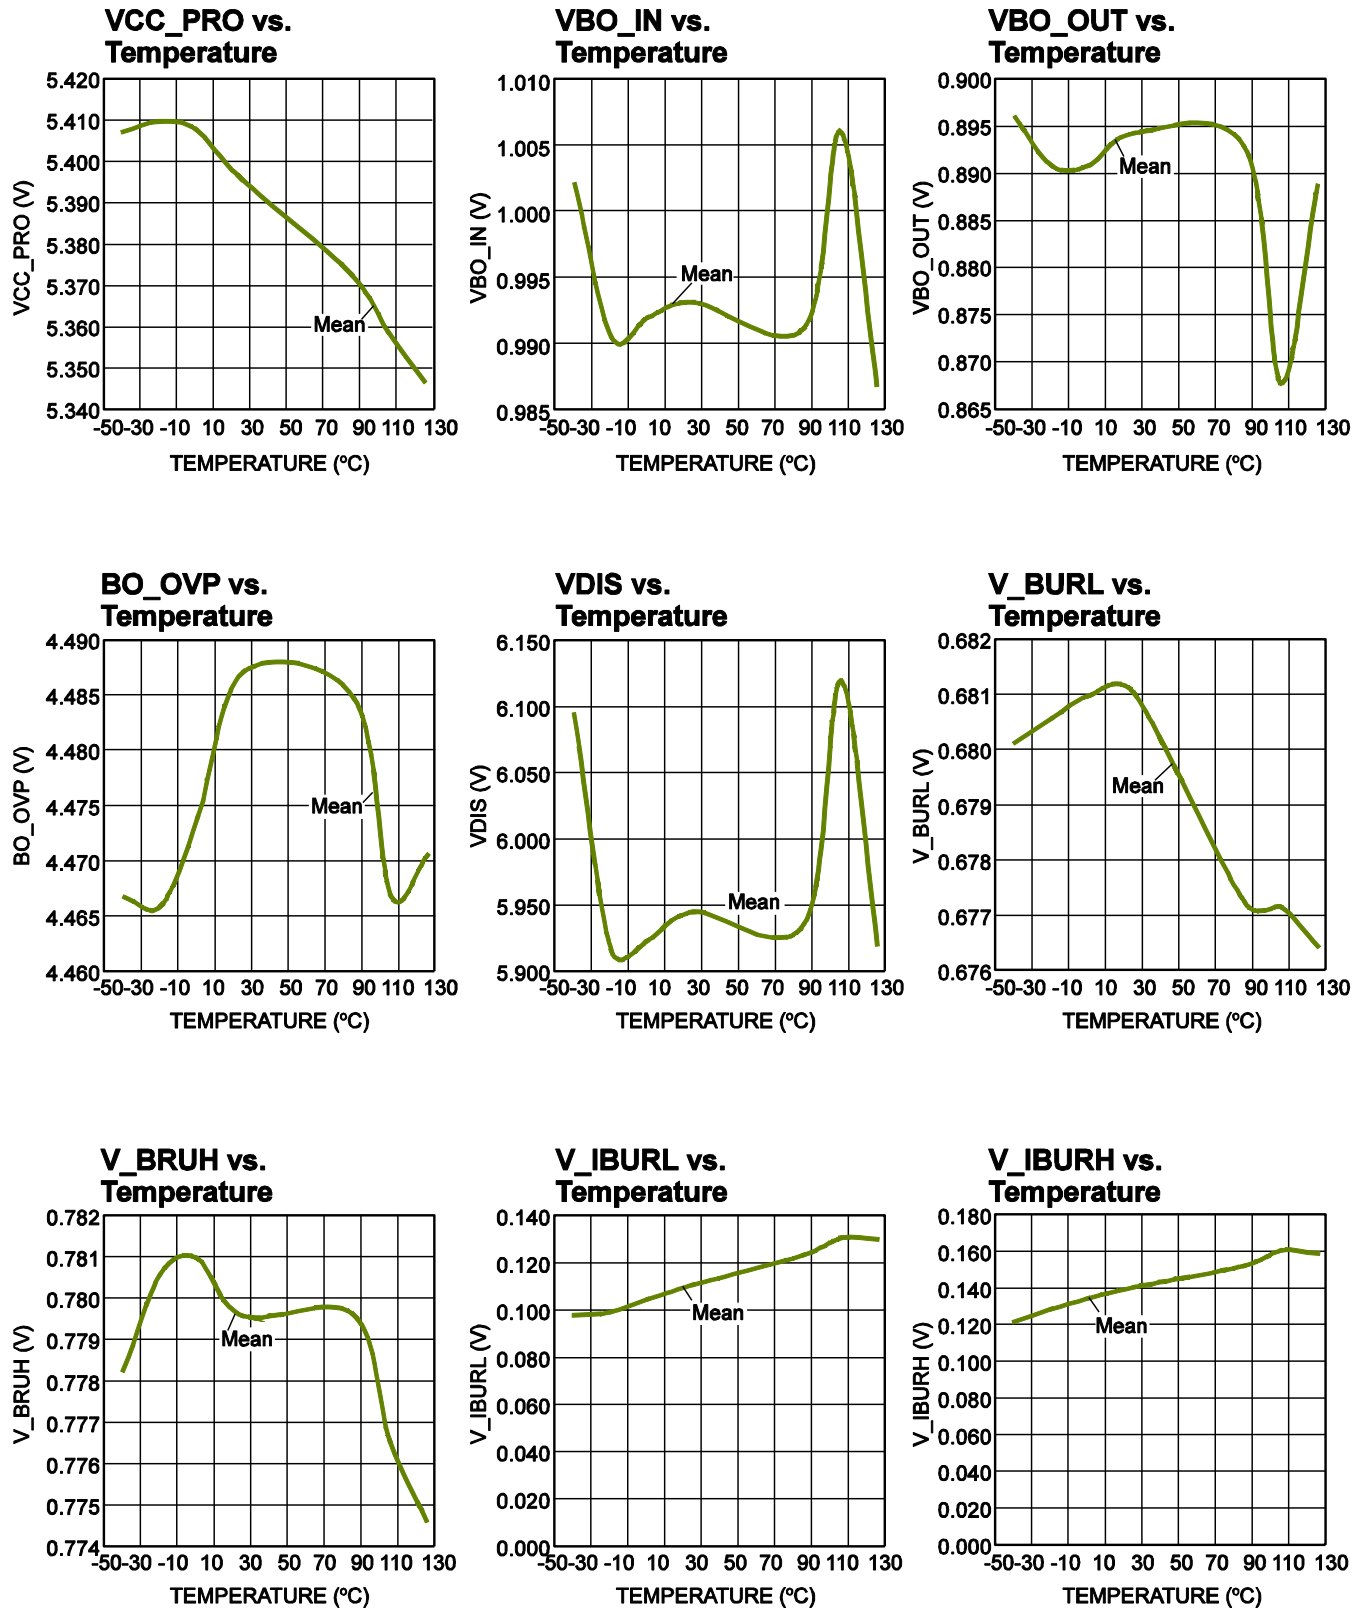 VCC_PRO vs.
Temperature
5.420
5.410
5.400
5.390
5.380
5.370
5.360
5.350
5.340
VCC_PRO (V)
Mean
-50-30 -10 10 30 50 70 90 110 130
TEMPERATURE (ºC)
VBO_IN vs.
Temperature
1.010
1.005
1.000
0.995
0.990
0.985
VBO_IN (V)
Mean
-50-30 -10 10 30 50 70 90 110 130
TEMPERATURE (ºC)
VBO_OUT vs.
Temperature
0.900
0.895
0.890
0.885
0.880
0.875
0.870
0.865
VBO_OUT (V)
Mean
-50-30 -10 10 30 50 70 90 110 130
TEMPERATURE (ºC)
BO_OVP vs.
Temperature
4.490
4.485
4.480
4.475
4.470
4.465
4.460
BO_OVP (V)
Mean
-50-30 -10 10 30 50 70 90 110 130
TEMPERATURE (ºC)
VDIS vs.
Temperature
6.150
6.100
6.050
6.000
5.950
5.900
VDIS (V)
Mean
-50-30 -10 10 30 50 70 90 110 130
TEMPERATURE (ºC)
V_BURL vs.
Temperature
0.682
0.681
0.680
0.679
0.678
0.677
0.676
V_BURL (V)
Mean
-50-30 -10 10 30 50 70 90 110 130
TEMPERATURE (ºC)
V_BRUH vs.
Temperature
0.782
0.781
0.780
0.779
0.778
0.777
0.776
0.775
0.774
V_BRUH (V)
Mean
-50-30 -10 10 30 50 70 90 110 130
TEMPERATURE (ºC)
V_IBURL vs.
Temperature
0.140
0.120
0.100
0.080
0.060
0.040
0.020
0.000
V_IBURL (V)
Mean
-50-30 -10 10 30 50 70 90 110 130
TEMPERATURE (ºC)
V_IBURH vs.
Temperature
0.180
0.160
0.140
0.120
0.100
0.080
0.060
0.040
0.020
0.000
V_IBURH (V)
Mean
-50-30 -10 10 30 50 70 90 110 130
TEMPERATURE (ºC)